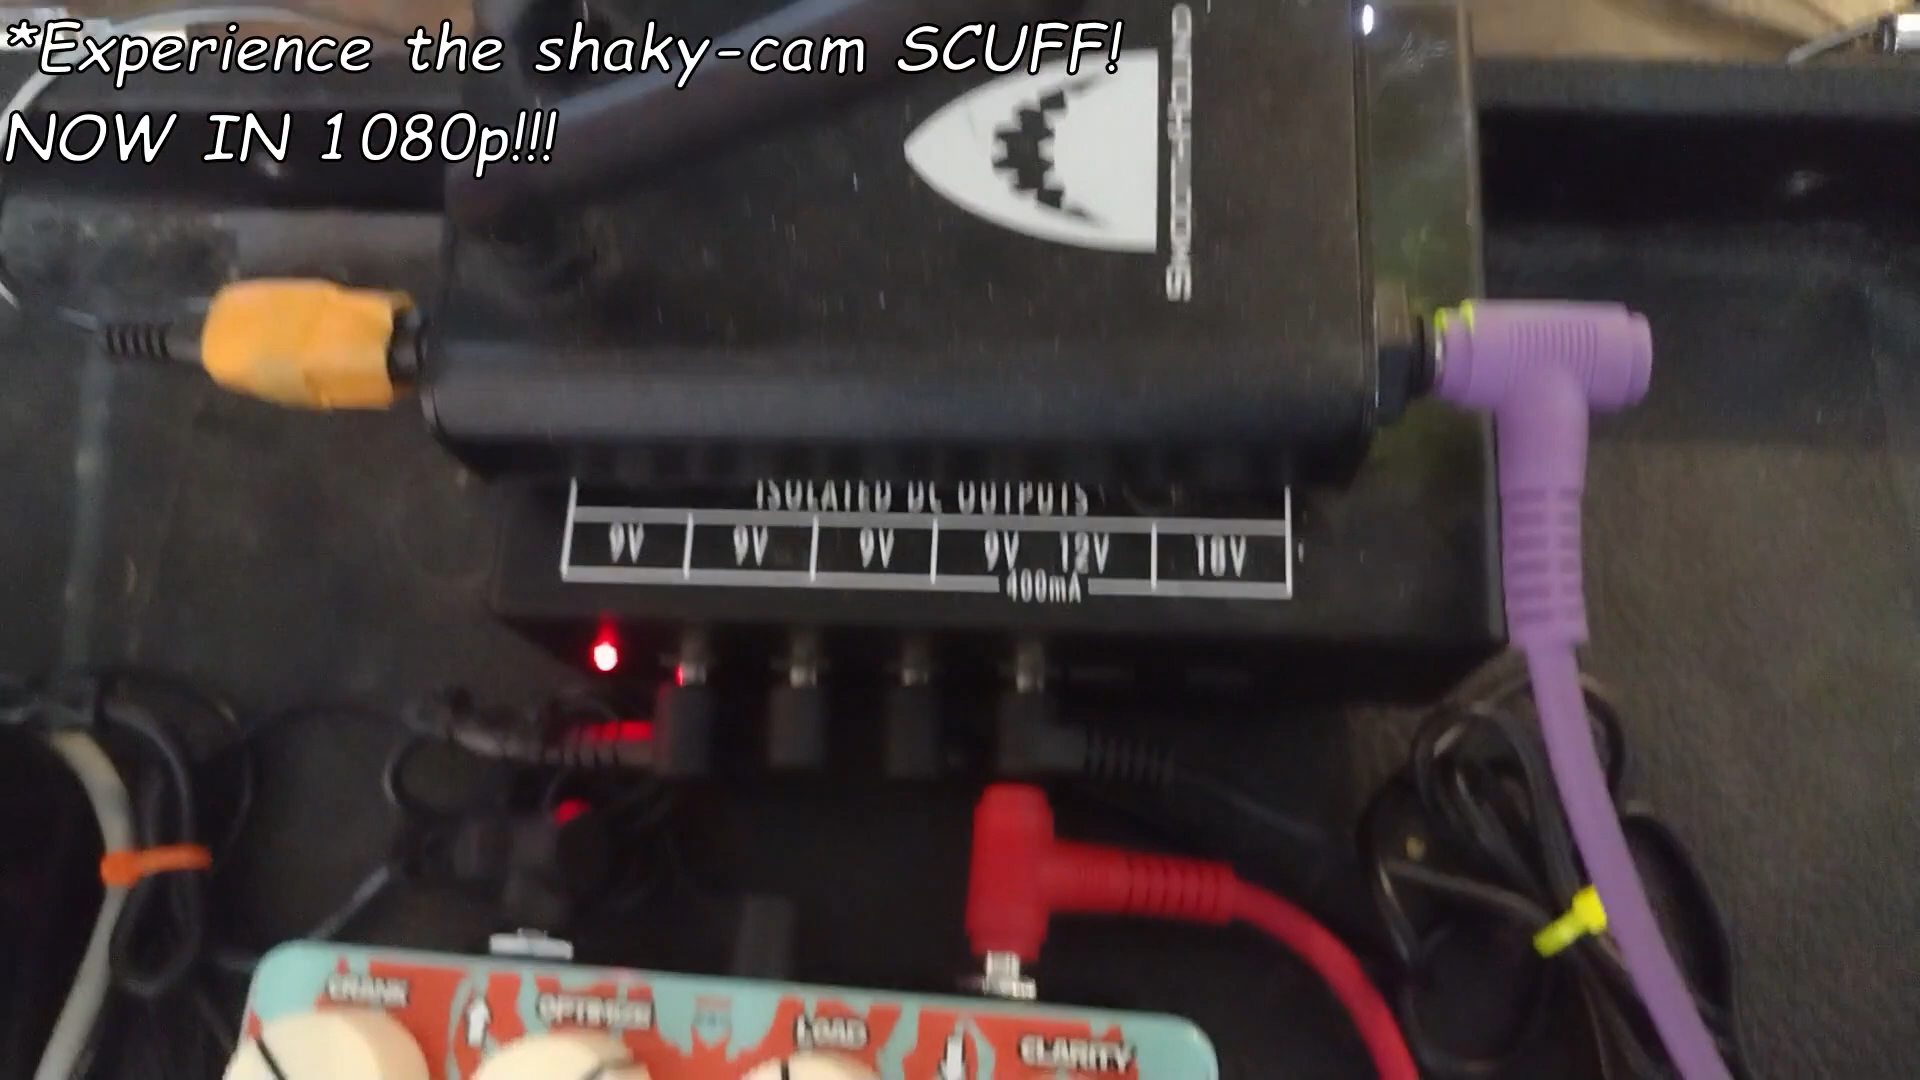 *Experience the shaky-cam SCUFF!
NOW IN 1080p!!!
ISOLATED DC OUTPUTS
9V 9V 9V 9V 12V 18V
400mA
CRANK OPTIMIZE LOAD CLARITY